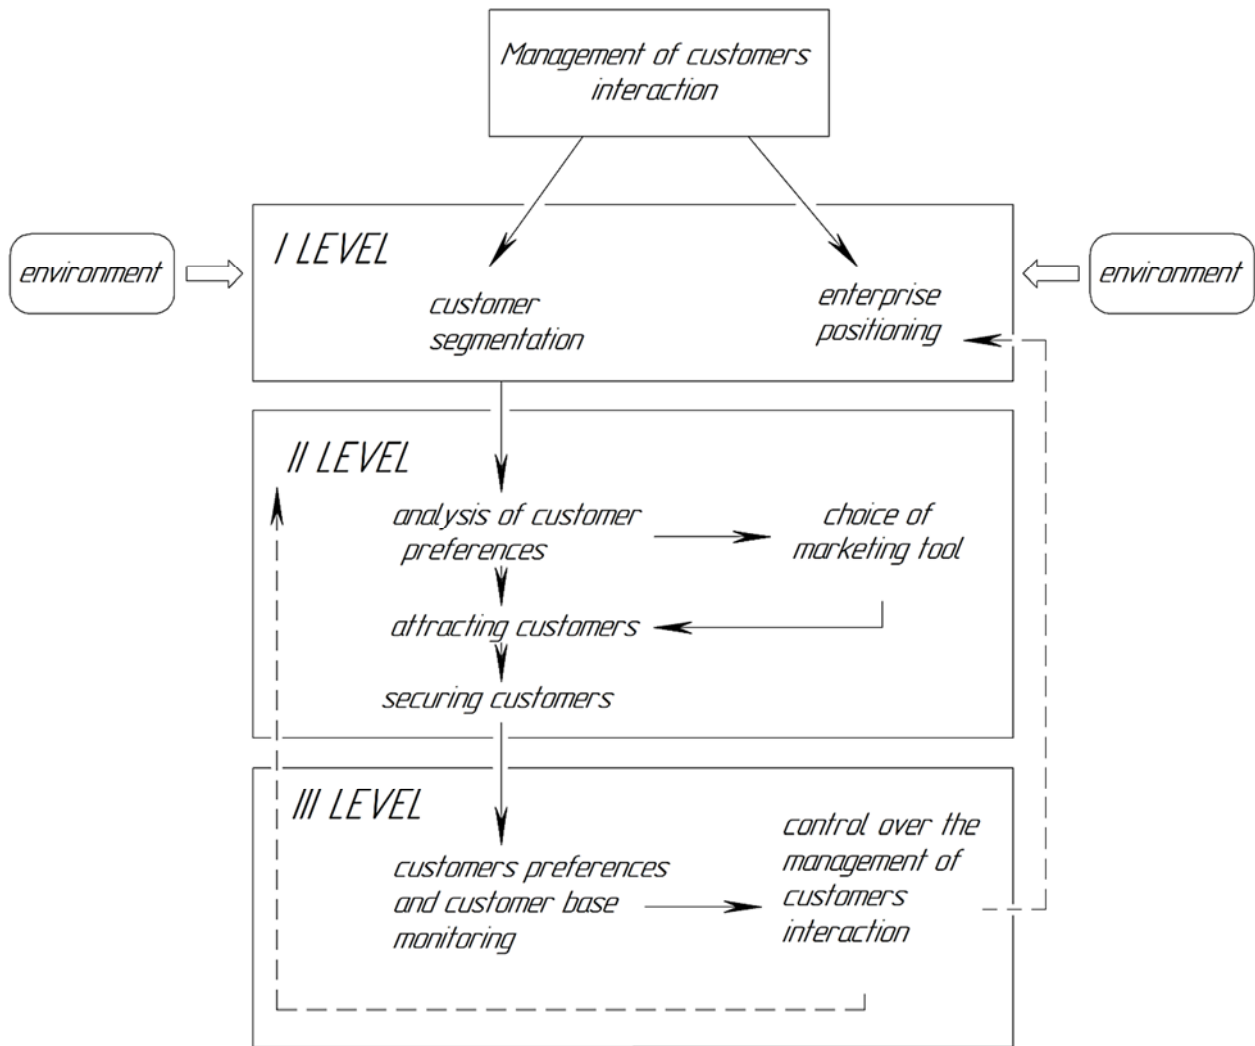 Management of customers
interaction
I LEVEL
environment
environment
customer
segmentation
enterprise
positioning
II LEVEL
analysis of customer
preferences
choice of
marketing tool
attracting customers
securing customers
III LEVEL
customers preferences
and customer base
monitoring
control over the
management of
customers
interaction